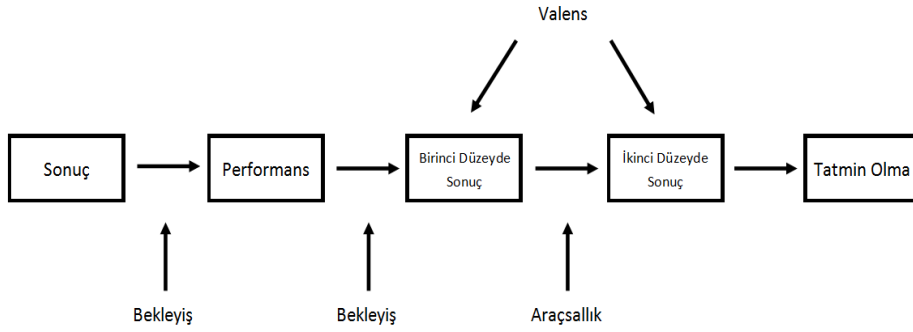 Valens
Sonuç
Performans
Birinci Düzeyde
Sonuç
İkinci Düzeyde
Sonuç
Tatmin Olma
Bekleyiş
Bekleyiş
Araçsallık